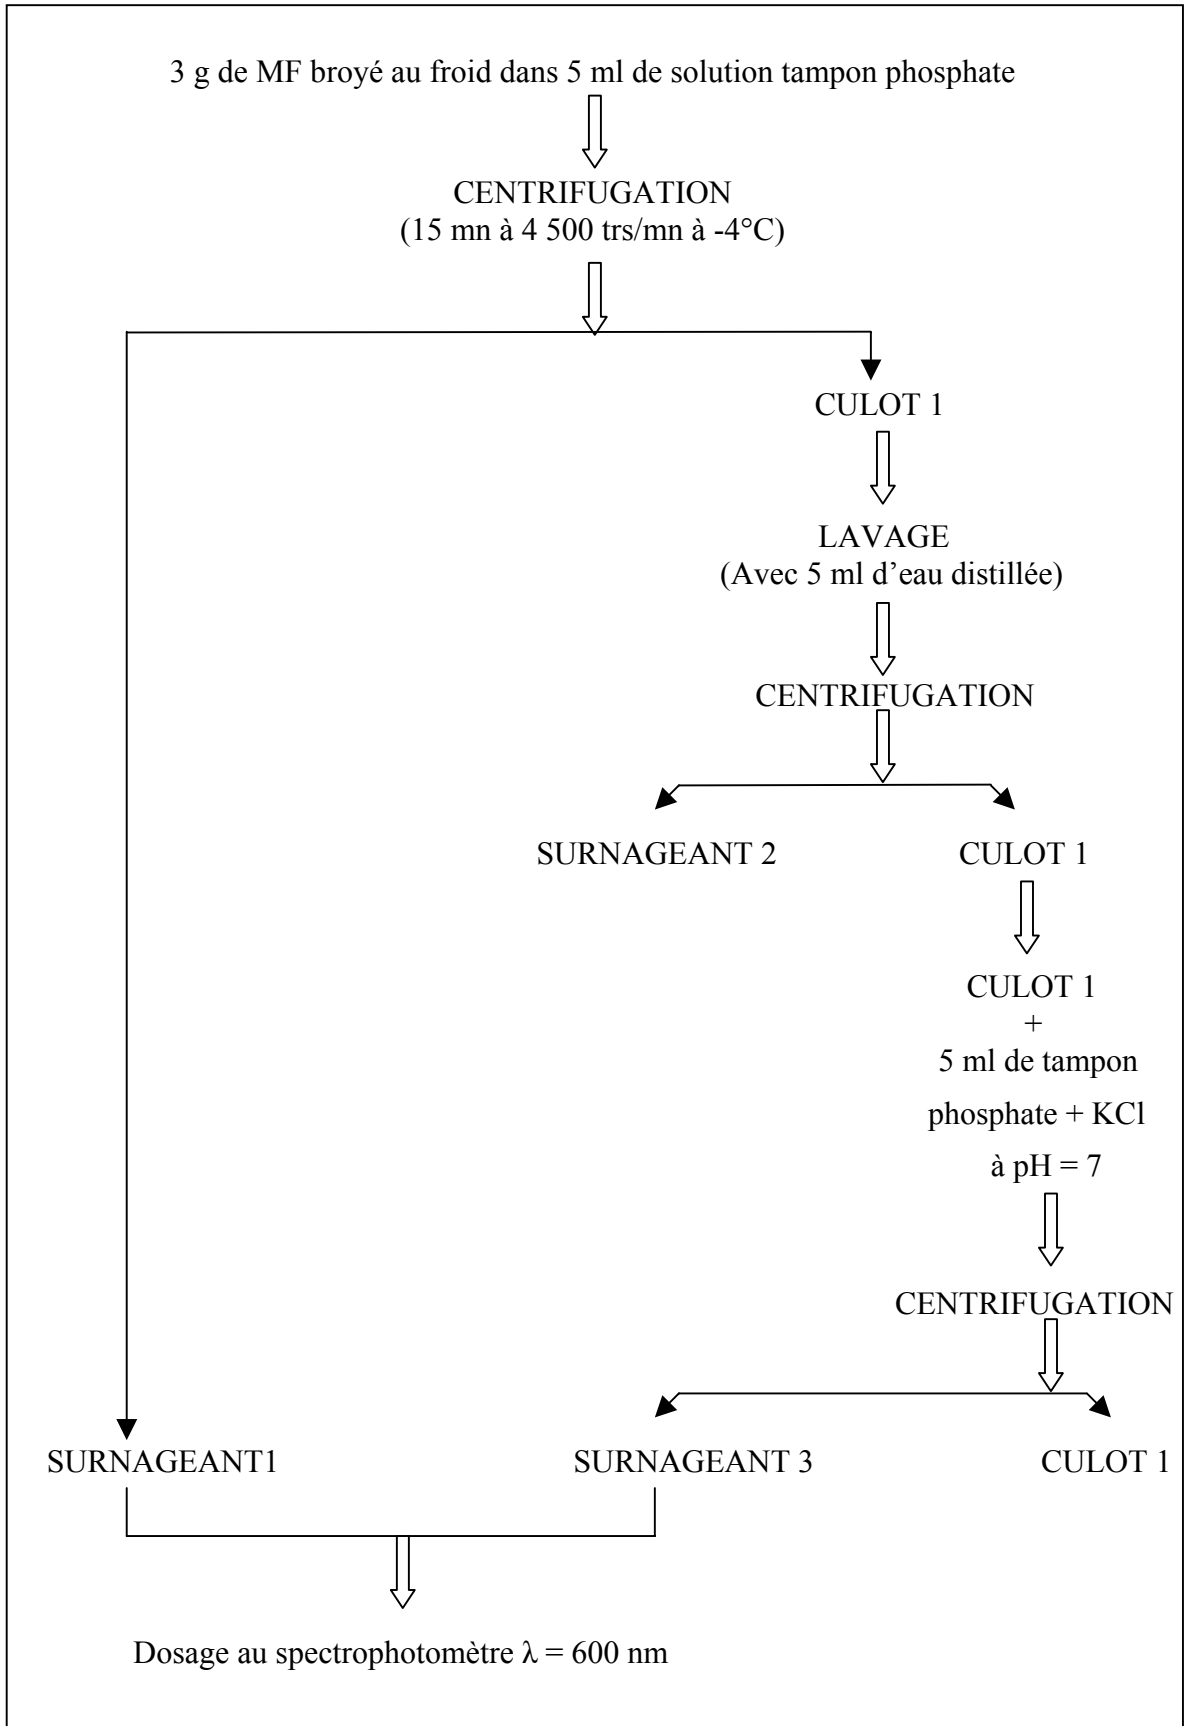 3 g de MF broyé au froid dans 5 ml de solution tampon phosphate
CENTRIFUGATION
(15 mn à 4 500 trs/mn à -4°C)
CULOT 1
LAVAGE
(Avec 5 ml d’eau distillée)
CENTRIFUGATION
SURNAGEANT 2
CULOT 1
CULOT 1
+
5 ml de tampon
phosphate + KCl
à pH = 7
CENTRIFUGATION
SURNAGEANT1
SURNAGEANT 3
CULOT 1
Dosage au spectrophotomètre λ = 600 nm